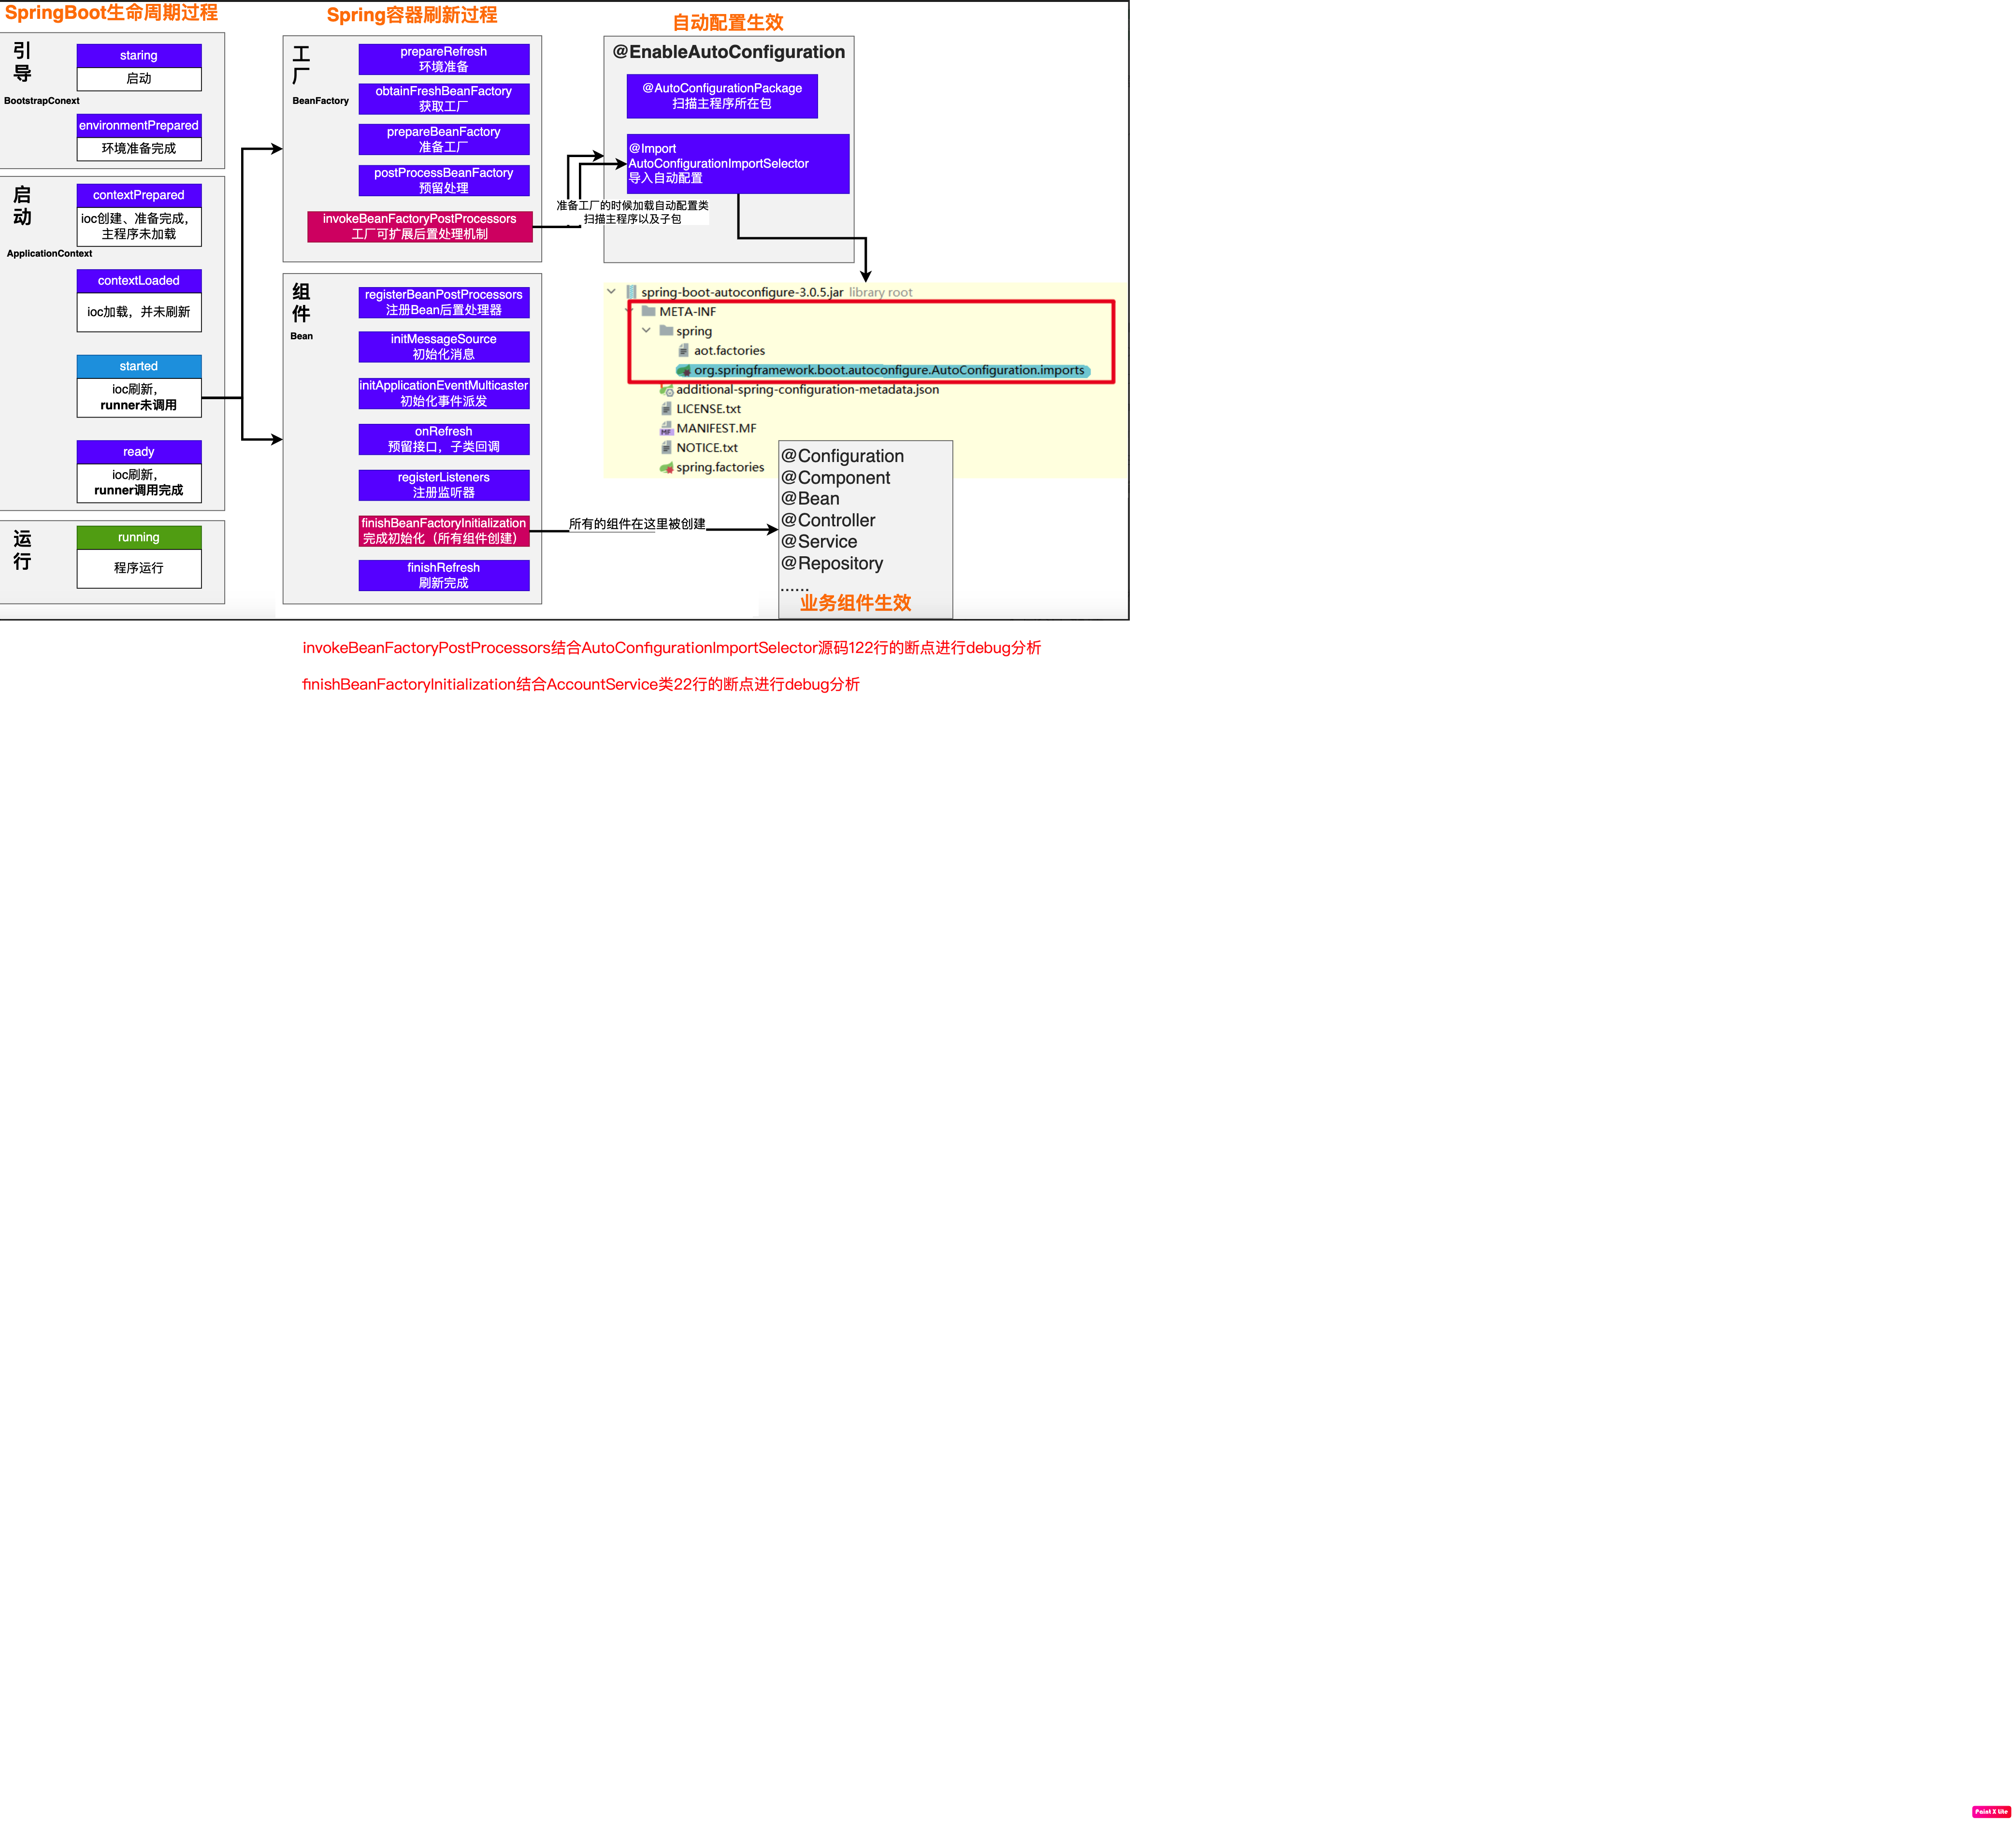 SpringBoot生命周期过程
引
导
BootstrapConext
staring
启动
environmentPrepared
环境准备完成
启
动
ApplicationContext
contextPrepared
ioc创建、准备完成，
主程序未加载
contextLoaded
ioc加载，并未刷新
started
ioc刷新，
runner未调用
ready
ioc刷新，
runner调用完成
运
行
running
程序运行
Spring容器刷新过程
工
厂
BeanFactory
prepareRefresh
环境准备
obtainFreshBeanFactory
获取工厂
prepareBeanFactory
准备工厂
postProcessBeanFactory
预留处理
invokeBeanFactoryPostProcessors
工厂可扩展后置处理机制
组
件
Bean
registerBeanPostProcessors
注册Bean后置处理器
initMessageSource
初始化消息
initApplicationEventMulticaster
初始化事件派发
onRefresh
预留接口，子类回调
registerListeners
注册监听器
finishBeanFactoryInitialization
完成初始化（所有组件创建）
finishRefresh
刷新完成
自动配置生效
@EnableAutoConfiguration
@AutoConfigurationPackage
扫描主程序所在包
@Import
AutoConfigurationImportSelector
导入自动配置
准备工厂的时候加载自动配置类
扫描主程序以及子包
spring-boot-autoconfigure-3.0.5.jar library root
META-INF
spring
aot.factories
org.springframework.boot.autoconfigure.AutoConfiguration.imports
additional-spring-configuration-metadata.json
LICENSE.txt
MANIFEST.MF
NOTICE.txt
spring.factories
所有的组件在这里被创建
@Configuration
@Component
@Bean
@Controller
@Service
@Repository
......
业务组件生效
invokeBeanFactoryPostProcessors结合AutoConfigurationImportSelector源码122行的断点进行debug分析
finishBeanFactoryInitialization结合AccountService类22行的断点进行debug分析
Paint X Lite